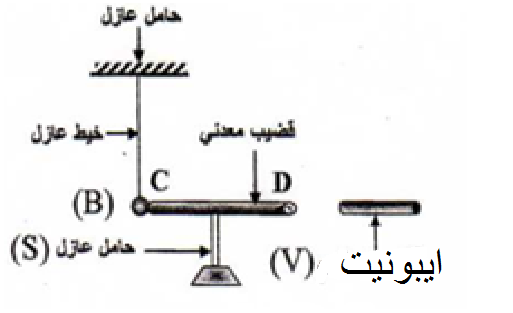 حامل عازل
خيط عازل
قضيب معدني
C
D
(B)
(S) حامل عازل
(V) ايبونيت